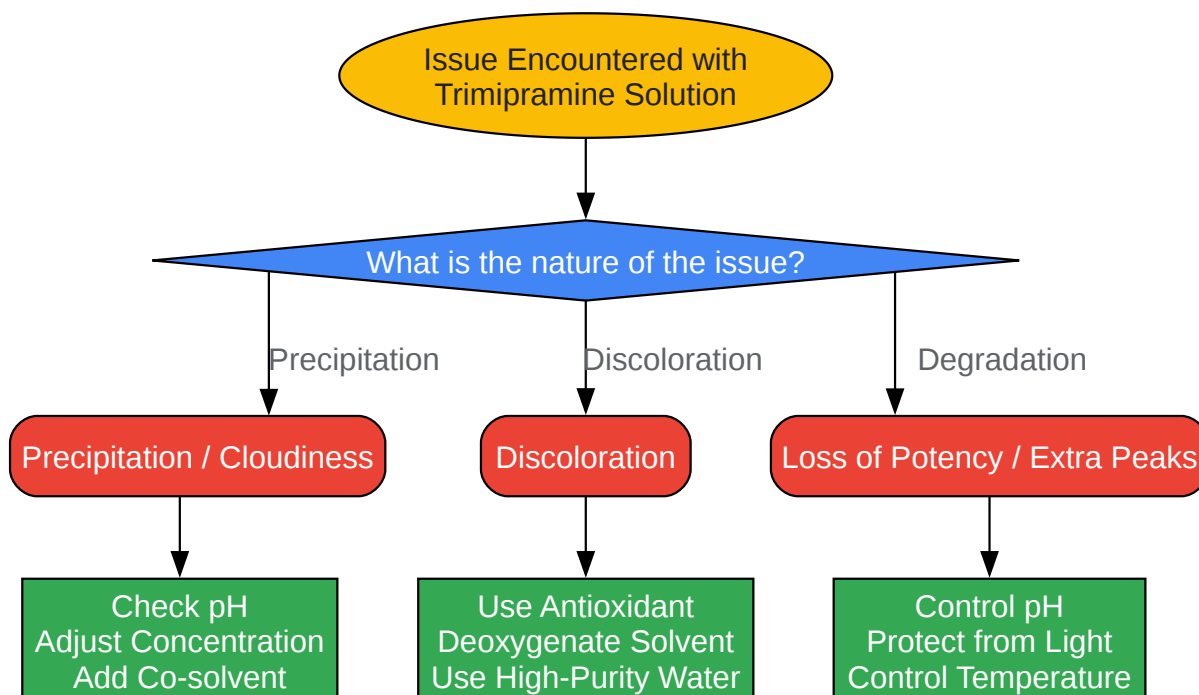 Issue Encountered with
Trimipramine Solution
What is the nature of the issue?
Precipitation
Discoloration
Degradation
Precipitation / Cloudiness
Discoloration
Loss of Potency / Extra Peaks
Check pH
Adjust Concentration
Add Co-solvent
Use Antioxidant
Deoxygenate Solvent
Use High-Purity Water
Control pH
Protect from Light
Control Temperature